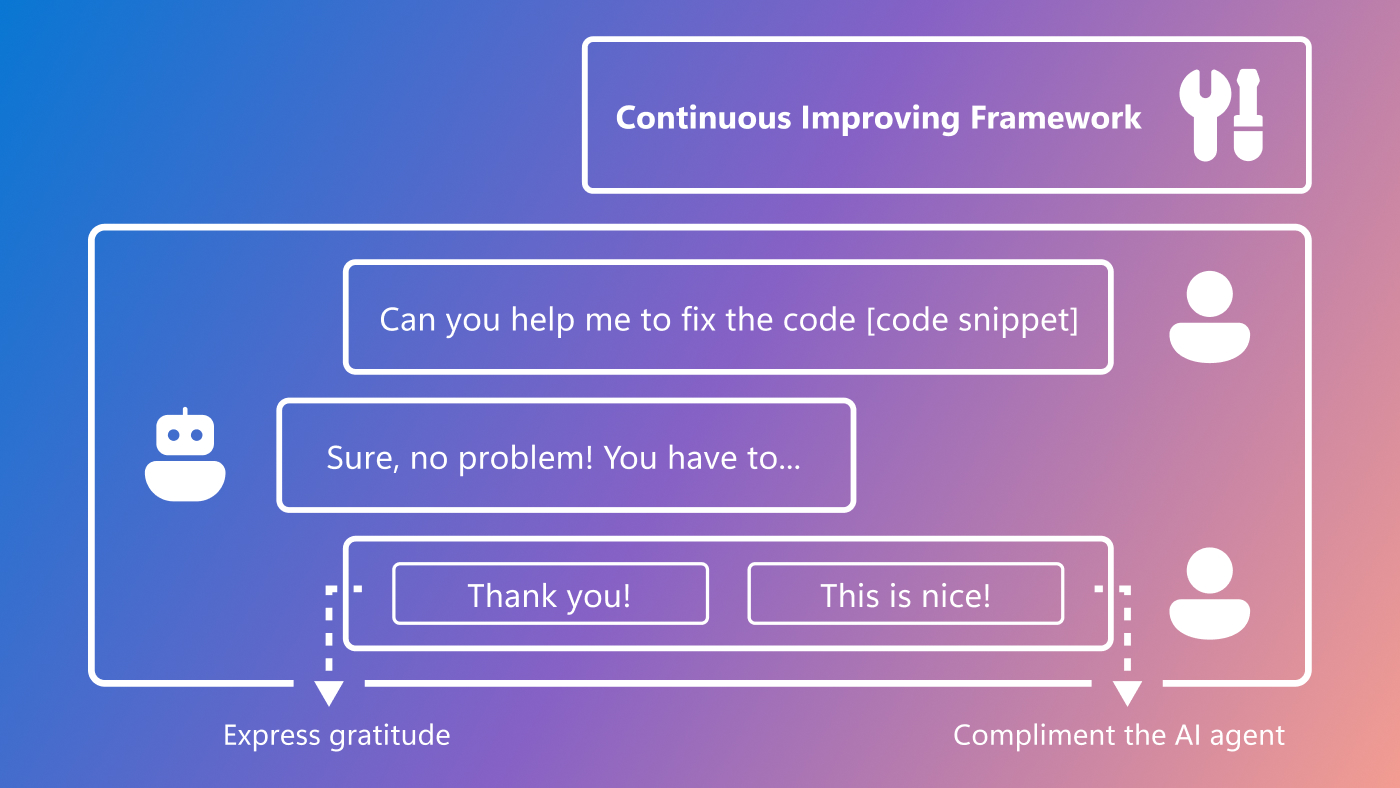 Continuous Improving Framework
Can you help me to fix the code [code snippet]
Sure, no problem! You have to...
Thank you!
This is nice!
Express gratitude
Compliment the AI agent